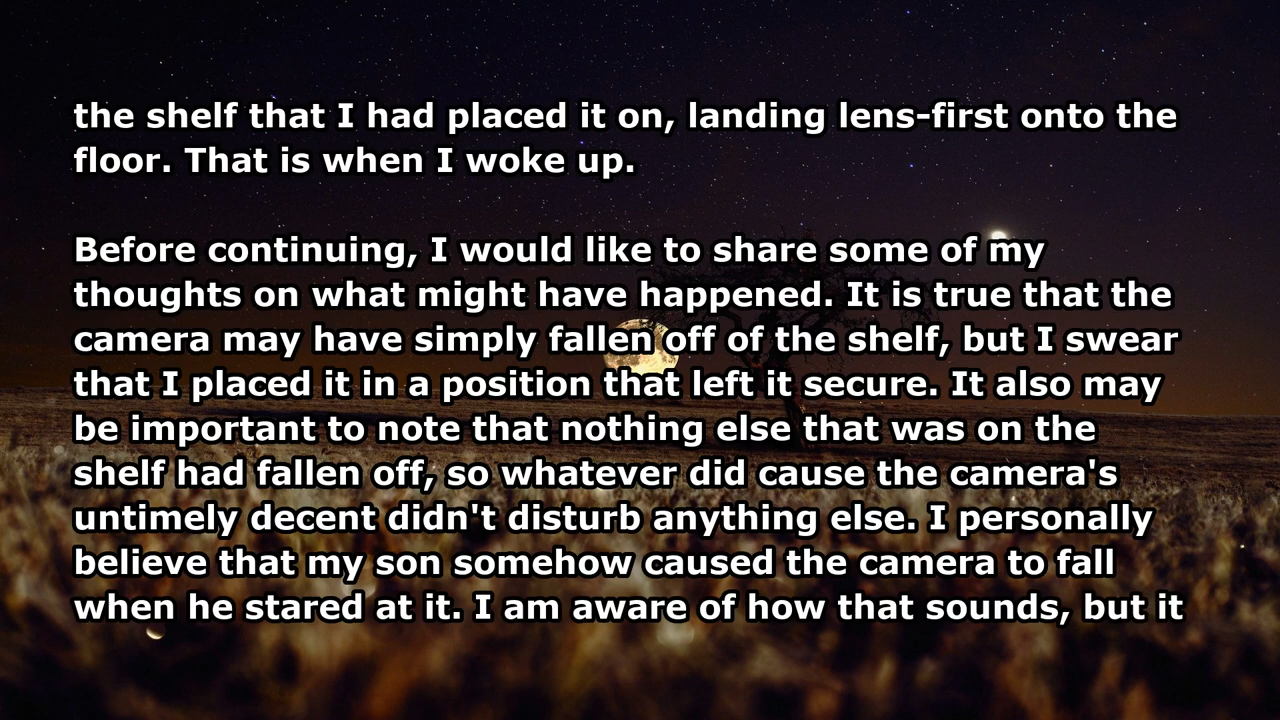 the shelf that I had placed it on, landing lens-first onto the
floor. That is when I woke up.
Before continuing, I would like to share some of my
thoughts on what might have happened. It is true that the
camera may have simply fallen off of the shelf, but I swear
that I placed it in a position that left it secure. It also may
be important to note that nothing else that was on the
shelf had fallen off, so whatever did cause the camera's
untimely decent didn't disturb anything else. I personally
believe that my son somehow caused the camera to fall
when he stared at it. I am aware of how that sounds, but it